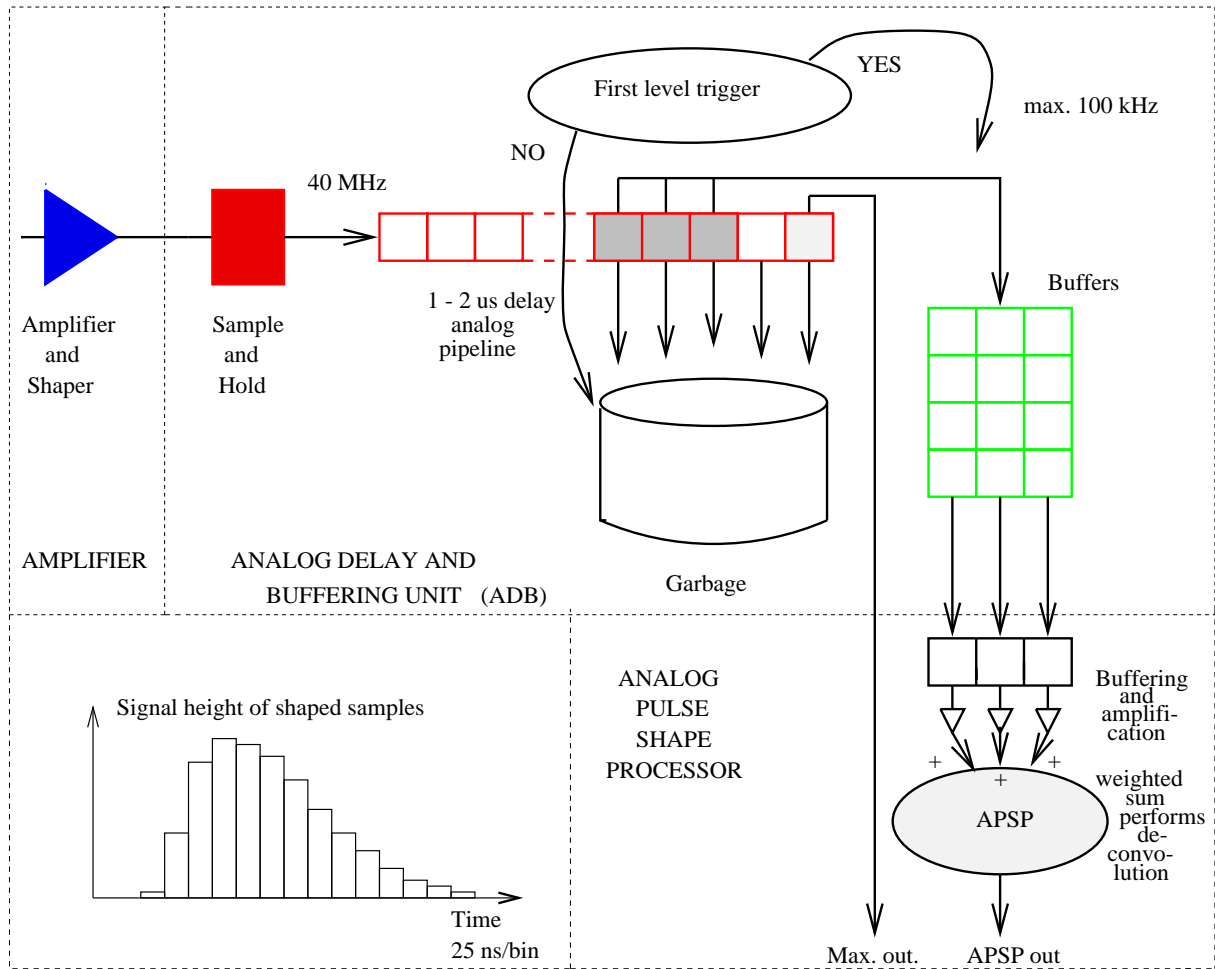 First level trigger
YES
max. 100 kHz
NO
40 MHz
1 - 2 us delay
analog
pipeline
Buffers
Amplifier
and
Shaper
Sample
and
Hold
AMPLIFIER
ANALOG DELAY AND
BUFFERING UNIT (ADB)
Garbage
Signal height of shaped samples
Time
25 ns/bin
ANALOG
PULSE
SHAPE
PROCESSOR
Buffering
and
amplifi-
cation
+ +
+
APSP
weighted
sum
performs
de-
convo-
lution
Max. out.
APSP out